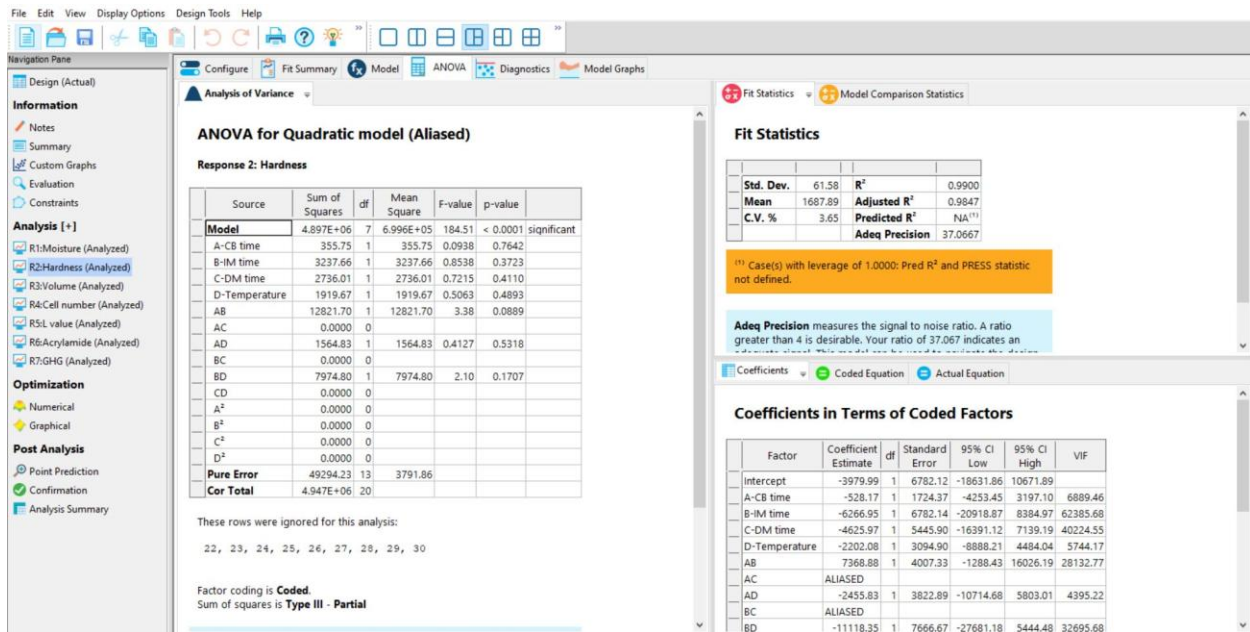 File Edit View Display Options Design Tools Help
Navigation Pane
Design (Actual)
Information
Notes
Summary
Custom Graphs
Evaluation
Constraints
Analysis [+]
R1:Moisture (Analyzed)
R2:Hardness (Analyzed)
R3:Volume (Analyzed)
R4:Cell number (Analyzed)
R5:L value (Analyzed)
R6:Acrylamide (Analyzed)
R7:GHG (Analyzed)
Optimization
Numerical
Graphical
Post Analysis
Point Prediction
Confirmation
Analysis Summary
Configure Fit Summary Model ANOVA Diagnostics Model Graphs
Analysis of Variance
ANOVA for Quadratic model (Aliased)
Response 2: Hardness
Source Sum of Squares df Mean Square F-value p-value
Model 4.897E+06 7 6.996E+05 184.51 < 0.0001 significant
A-CB time 355.75 1 355.75 0.0938 0.7642
B-IM time 3237.66 1 3237.66 0.8538 0.3723
C-DM time 2736.01 1 2736.01 0.7215 0.4110
D-Temperature 1919.67 1 1919.67 0.5063 0.4893
AB 12821.70 1 12821.70 3.38 0.0889
AC 0.0000 0
AD 1564.83 1 1564.83 0.4127 0.5318
BC 0.0000 0
BD 7974.80 1 7974.80 2.10 0.1707
CD 0.0000 0
A² 0.0000 0
B² 0.0000 0
C² 0.0000 0
D² 0.0000 0
Pure Error 49294.23 13 3791.86
Cor Total 4.947E+06 20
These rows were ignored for this analysis:
22, 23, 24, 25, 26, 27, 28, 29, 30
Factor coding is Coded.
Sum of squares is Type III - Partial
Fit Statistics Model Comparison Statistics
Fit Statistics
Std. Dev. 61.58 R² 0.9900
Mean 1687.89 Adjusted R² 0.9847
C.V. % 3.65 Predicted R² NA⁽¹⁾
Adeq Precision 37.0667
⁽¹⁾ Case(s) with leverage of 1.0000: Pred R² and PRESS statistic
not defined.
Adeq Precision measures the signal to noise ratio. A ratio
greater than 4 is desirable. Your ratio of 37.067 indicates an
Coefficients Coded Equation Actual Equation
Coefficients in Terms of Coded Factors
Factor Coefficient Estimate df Standard Error 95% CI Low 95% CI High VIF
Intercept -3979.99 1 6782.12 -18631.86 10671.89
A-CB time -528.17 1 1724.37 -4253.45 3197.10 6889.46
B-IM time -6266.95 1 6782.14 -20918.87 8384.97 62385.68
C-DM time -4625.97 1 5445.90 -16391.12 7139.19 40224.55
D-Temperature -2202.08 1 3094.90 -8888.21 4484.04 5744.17
AB 7368.88 1 4007.33 -1288.43 16026.19 28132.77
AC ALIASED
AD -2455.83 1 3822.89 -10714.68 5803.01 4395.22
BC ALIASED
BD -11118.35 1 7666.67 -27681.18 5444.48 32695.68